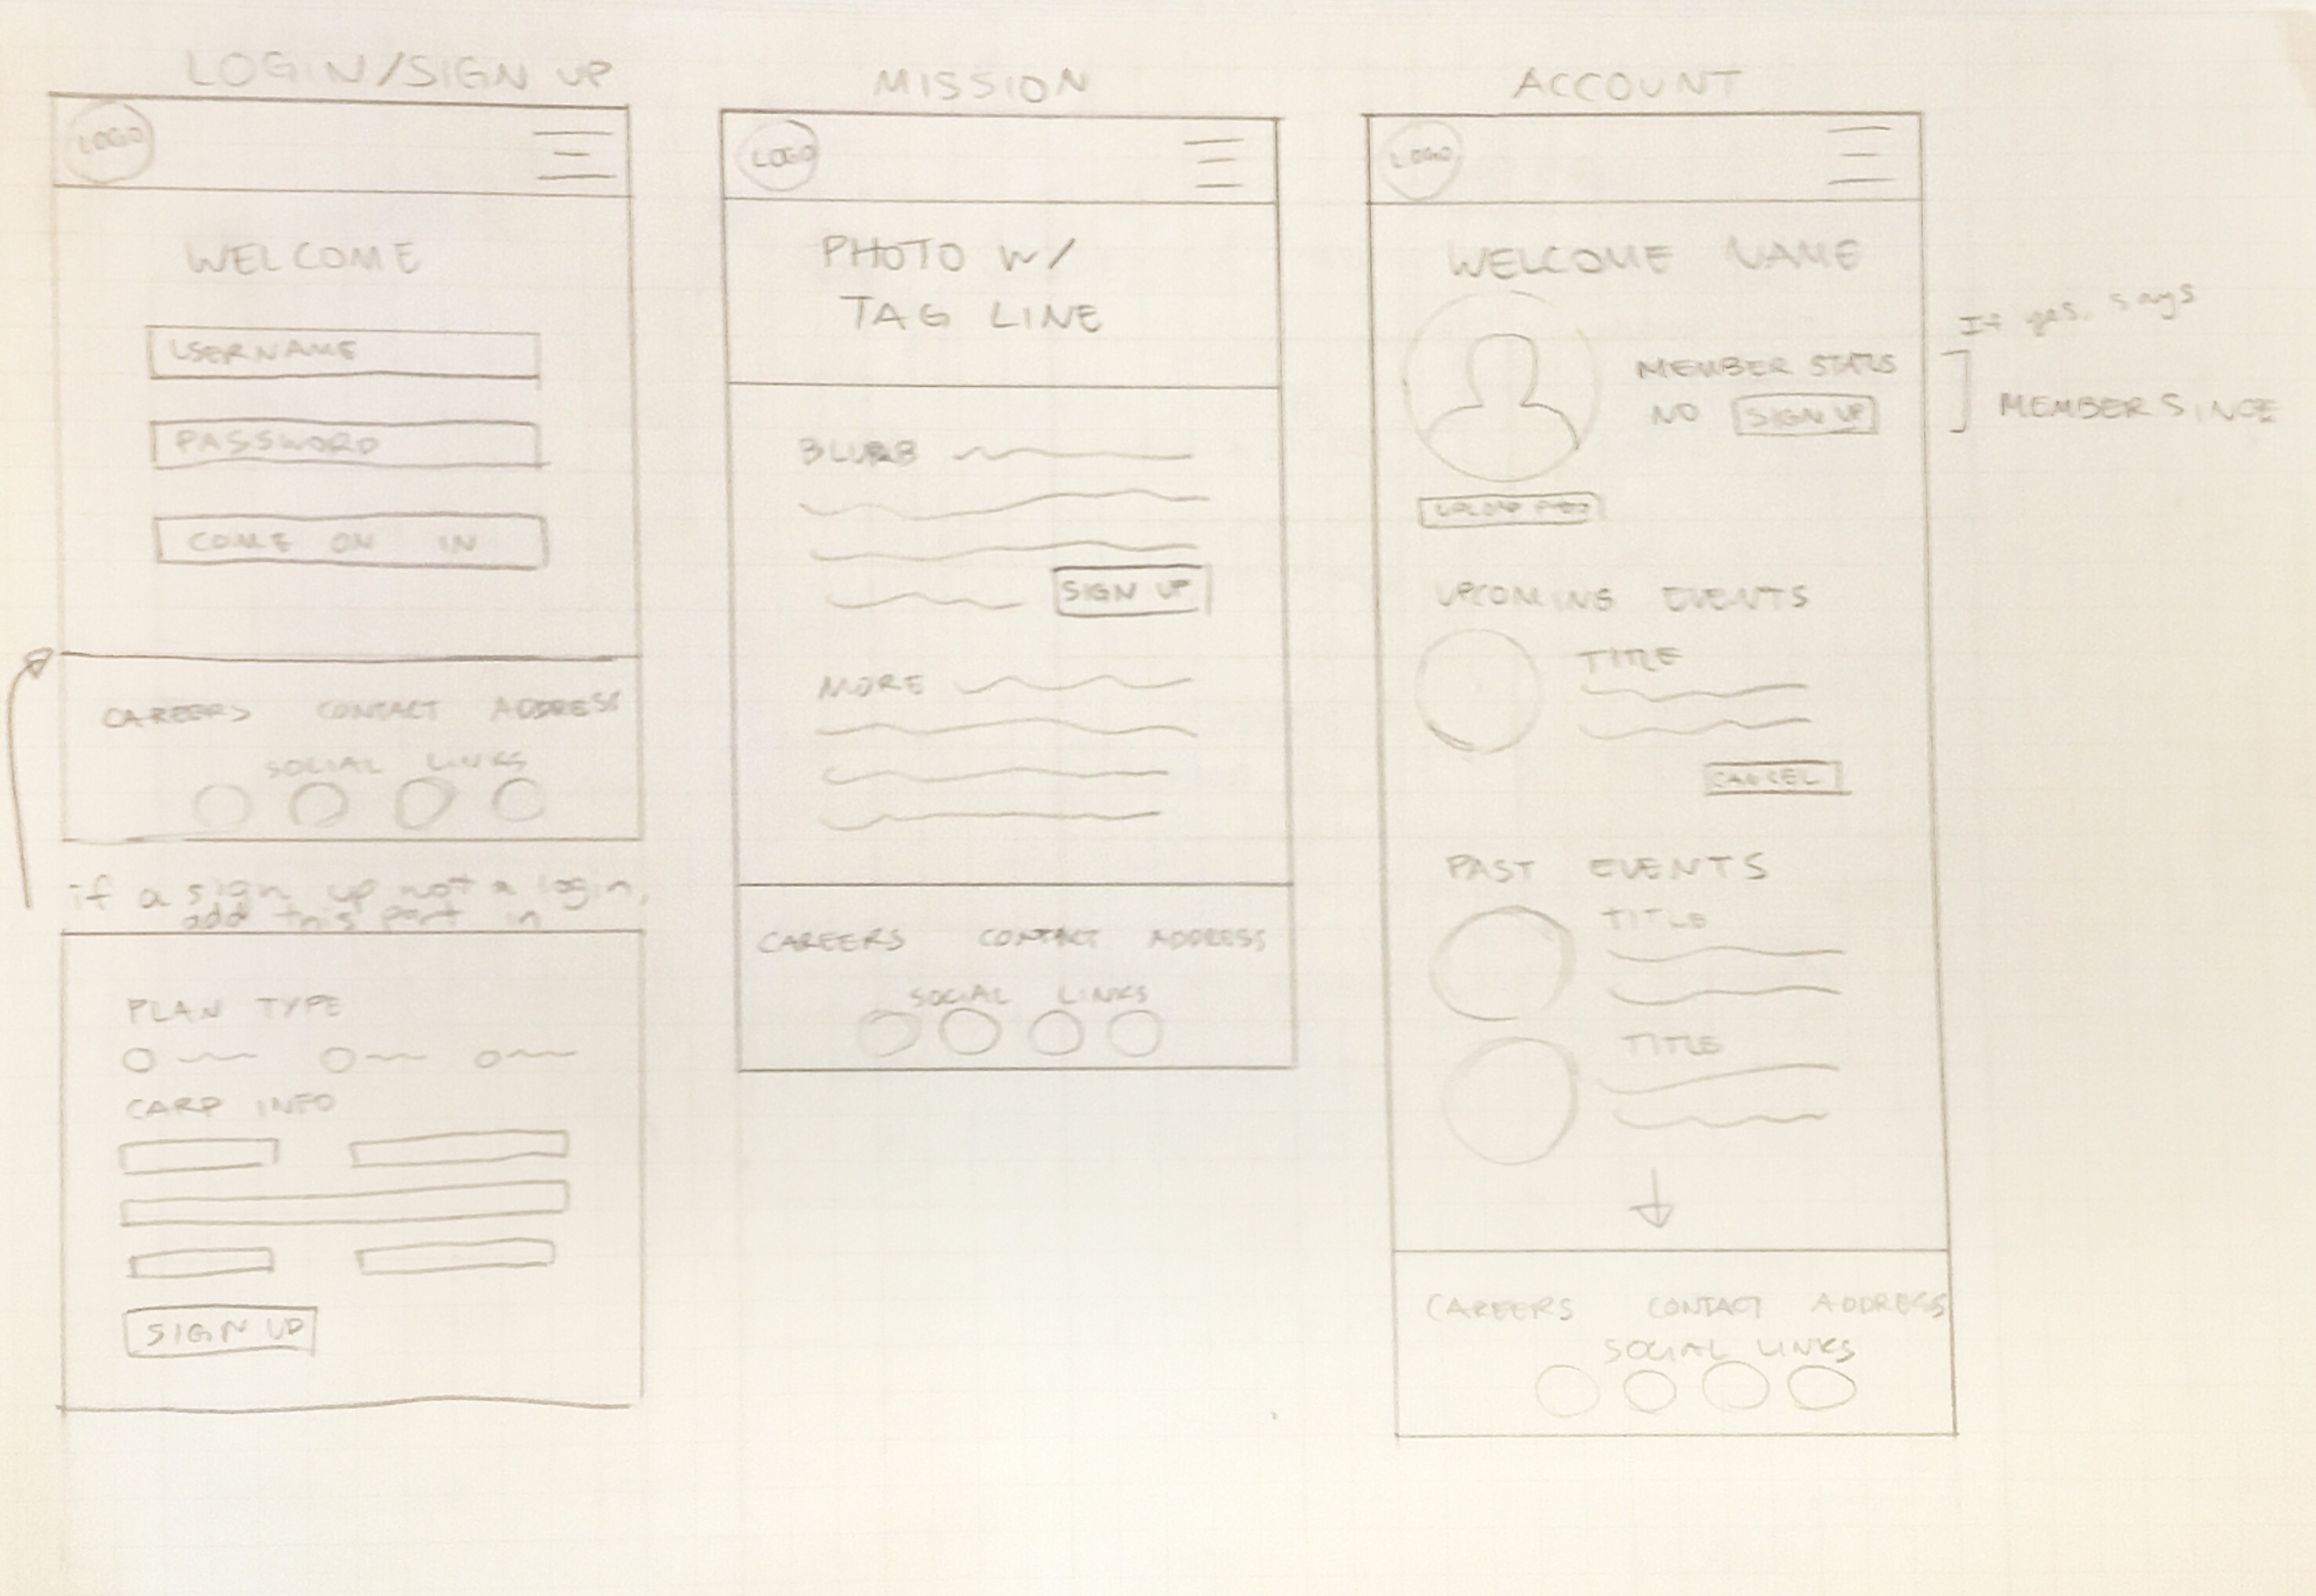 LOGIN/SIGN UP
LOGO
WELCOME
USERNAME
PASSWORD
COME ON IN
CAREERS CONTACT ADDRESS
SOCIAL LINKS
if a sign up not a login,
add this part in
PLAN TYPE
CARD INFO
SIGN UP
MISSION
LOGO
PHOTO W/
TAG LINE
BLURB
SIGN UP
MORE
CAREERS CONTACT ADDRESS
SOCIAL LINKS
ACCOUNT
LOGO
WELCOME NAME
MEMBER STATUS
NO SIGN UP
UPLOAD PHOTO
If yes, says
MEMBER SINCE
UPCOMING EVENTS
TITLE
CANCEL
PAST EVENTS
TITLE
TITLE
CAREERS CONTACT ADDRESS
SOCIAL LINKS